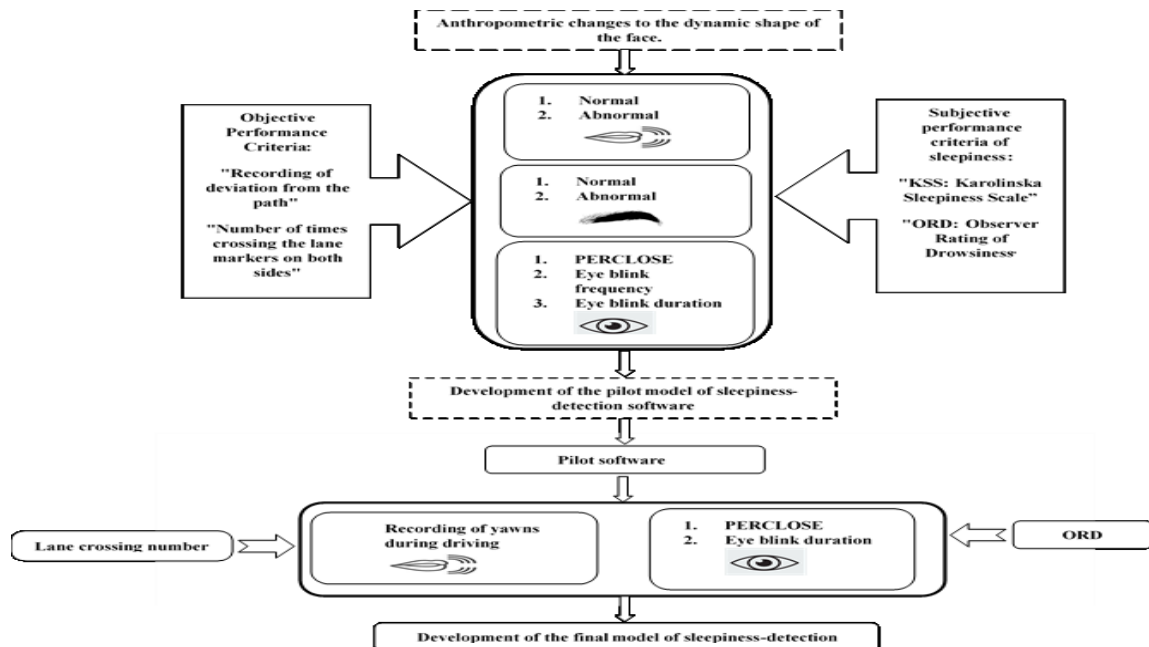 Anthropometric changes to the dynamic shape of
the face.
Objective
Performance
Criteria:
"Recording of
deviation from the
path"
"Number of times
crossing the lane
markers on both
sides"
1. Normal
2. Abnormal
1. Normal
2. Abnormal
1. PERCLOSE
2. Eye blink
frequency
3. Eye blink duration
Subjective
performance
criteria of
sleepiness:
"KSS: Karolinska
Sleepiness Scale"
"ORD: Observer
Rating of
Drowsiness
Development of the pilot model of sleepiness-
detection software
Pilot software
Lane crossing number
Recording of yawns
during driving
1. PERCLOSE
2. Eye blink duration
ORD
Development of the final model of sleepiness-detection